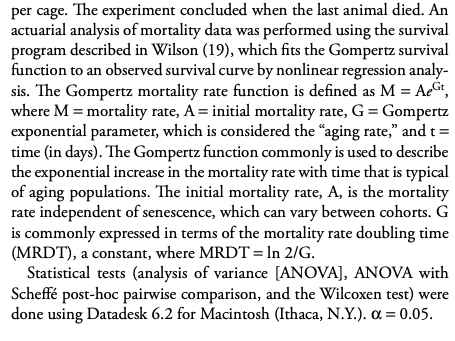 per cage. The experiment concluded when the last animal died. An
actuarial analysis of mortality data was performed using the survival
program described in Wilson (19), which fits the Gompertz survival
function to an observed survival curve by nonlinear regression analy-
sis. The Gompertz mortality rate function is defined as M = Ae^Gt,
where M = mortality rate, A = initial mortality rate, G = Gompertz
exponential parameter, which is considered the “aging rate,” and t =
time (in days). The Gompertz function commonly is used to describe
the exponential increase in the mortality rate with time that is typical
of aging populations. The initial mortality rate, A, is the mortality
rate independent of senescence, which can vary between cohorts. G
is commonly expressed in terms of the mortality rate doubling time
(MRDT), a constant, where MRDT = ln 2/G.
Statistical tests (analysis of variance [ANOVA], ANOVA with
Scheffé post-hoc pairwise comparison, and the Wilcoxen test) were
done using Datadesk 6.2 for Macintosh (Ithaca, N.Y.). α = 0.05.